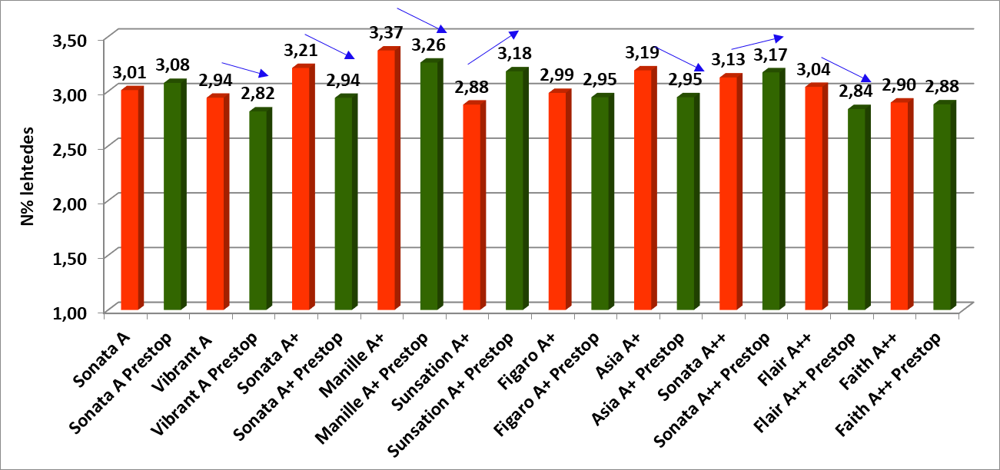 3,50
3,00
2,50
2,00
1,50
1,00
N% lehtedes
3,01
3,08
2,94
2,82
3,21
2,94
3,37
3,26
2,88
3,18
2,99
2,95
3,19
2,95
3,13
3,17
3,04
2,84
2,90
2,88
Sonata A
Sonata A Prestop
Vibrant A
Vibrant A Prestop
Sonata A+
Sonata A+ Prestop
Manille A+
Manille A+ Prestop
Sunsation A+
Sunsation A+ Prestop
Figaro A+
Figaro A+ Prestop
Asia A+
Asia A+ Prestop
Sonata A++
Sonata A++ Prestop
Flair A++
Flair A++ Prestop
Faith A++
Faith A++ Prestop